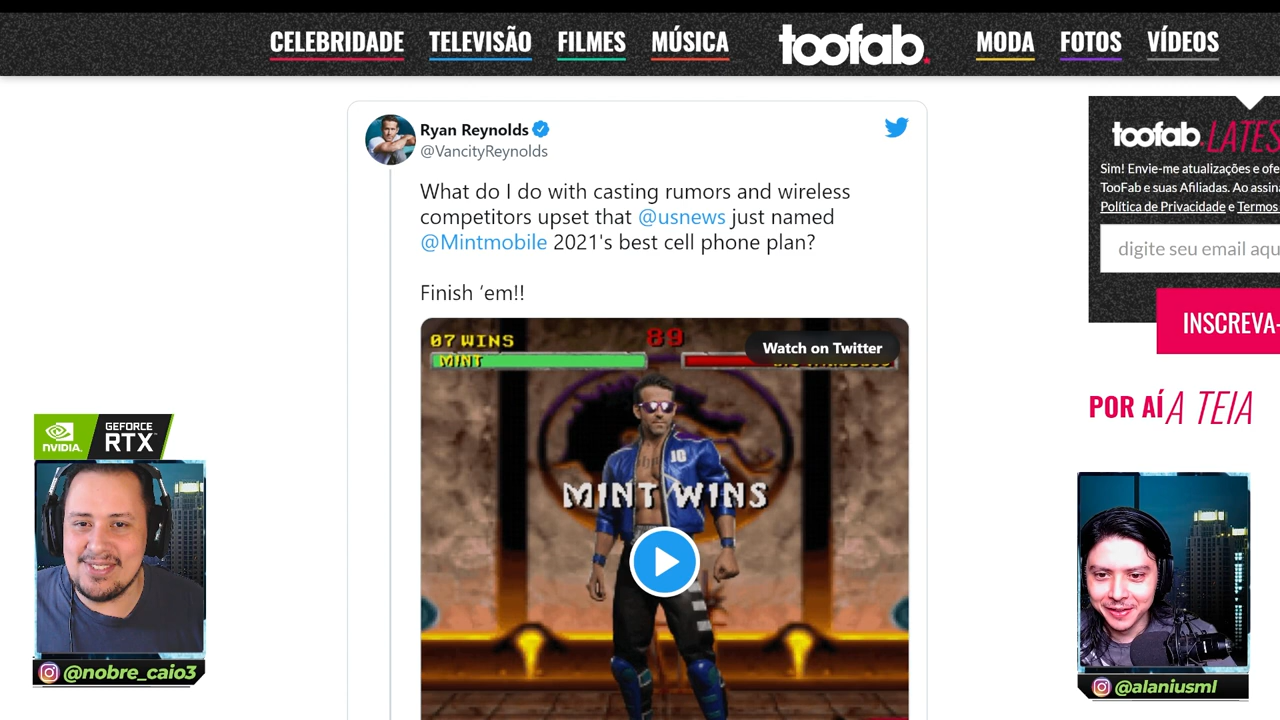 CELEBRIDADE TELEVISÃO FILMES MÚSICA toofab. MODA FOTOS VÍDEOS
Ryan Reynolds
@VancityReynolds
What do I do with casting rumors and wireless
competitors upset that @usnews just named
@Mintmobile 2021's best cell phone plan?
Finish ‘em!!
07 WINS
89
MINT
Watch on Twitter
JC
MINT WINS
toofab. LATES
Sim! Envie-me atualizações e ofe
TooFab e suas Afiliadas. Ao assina
Política de Privacidade e Termos
digite seu email aqu
INSCREVA-
POR AÍ A TEIA
NVIDIA. GEFORCE
RTX
@nobre_caio3
@alaniusml